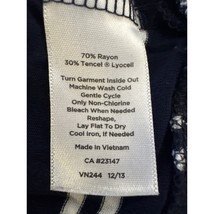 70% Rayon
30% Tencel ® Lyocell
Turn Garment Inside Out
Machine Wash Cold
Gentle Cycle
Only Non-Chlorine
Bleach When Needed
Reshape,
Lay Flat To Dry
Cool Iron, If Needed
Made in Vietnam
CA #23147
VN244 12/13